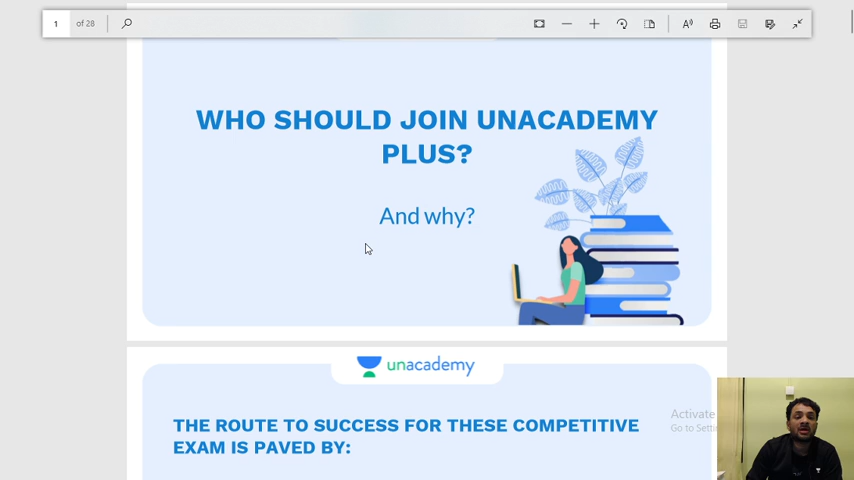 1 of 28
WHO SHOULD JOIN UNACADEMY
PLUS?
And why?
unacademy
THE ROUTE TO SUCCESS FOR THESE COMPETITIVE
EXAM IS PAVED BY:
Activate
Go to Setti